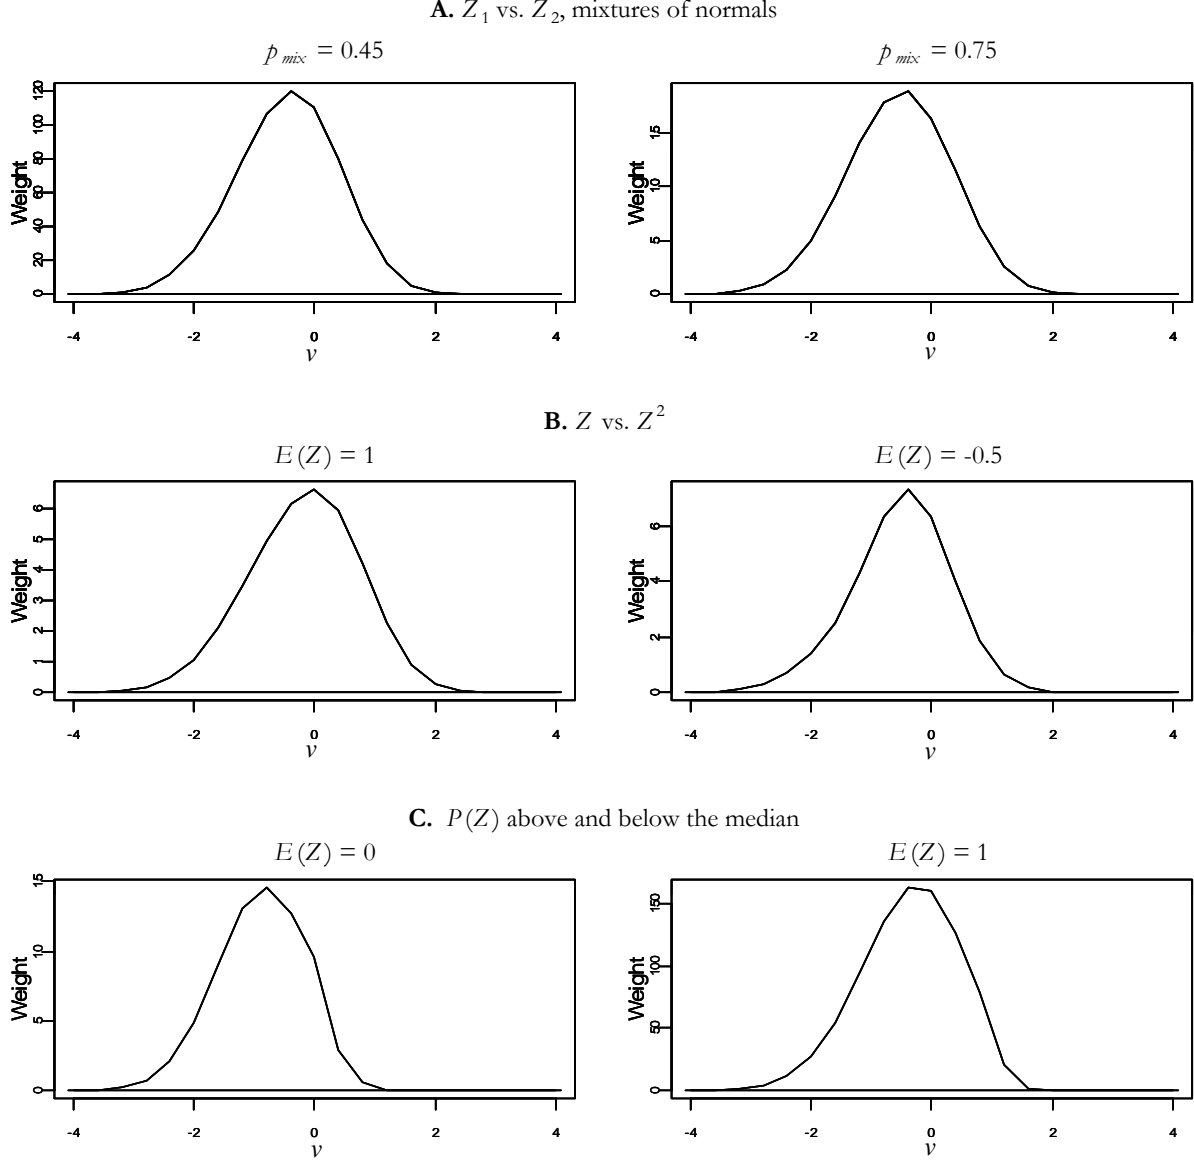 A. Z1 vs. Z2, mixtures of normals
pmix = 0.45
pmix = 0.75
Weight
120
100
80
60
40
20
0
-4 -2 0 2 4
v
Weight
15
10
5
0
-4 -2 0 2 4
v
B. Z vs. Z2
E(Z) = 1
E(Z) = -0.5
Weight
6
5
4
3
2
1
0
-4 -2 0 2 4
v
Weight
6
4
2
0
-4 -2 0 2 4
v
C. P(Z) above and below the median
E(Z) = 0
E(Z) = 1
Weight
15
10
5
0
-4 -2 0 2 4
v
Weight
150
100
50
0
-4 -2 0 2 4
v